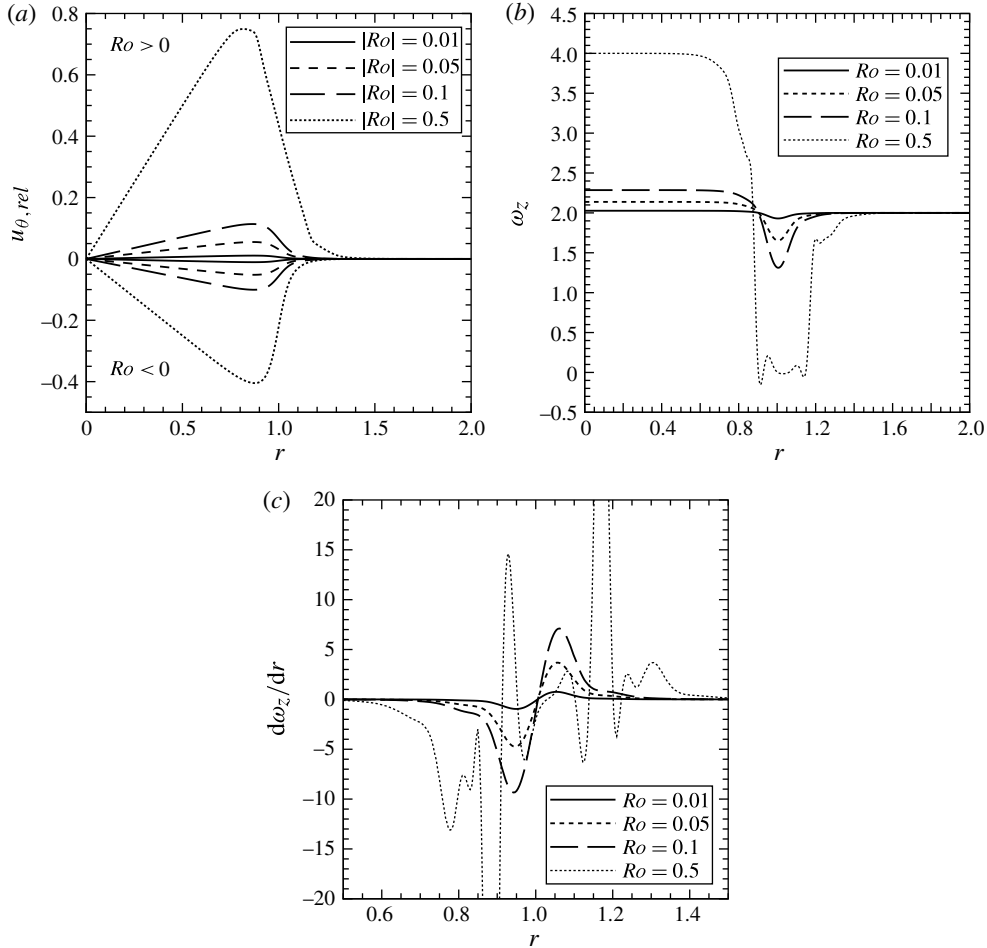 (a)
0.8
0.6
0.4
0.2
0
–0.2
–0.4
u_{θ,rel}
Ro > 0
Ro < 0
|Ro| = 0.01
|Ro| = 0.05
|Ro| = 0.1
|Ro| = 0.5
0 0.5 1.0 1.5 2.0
r
(b)
4.5
4.0
3.5
3.0
2.5
2.0
1.5
1.0
0.5
0
–0.5
ω_z
Ro = 0.01
Ro = 0.05
Ro = 0.1
Ro = 0.5
0 0.4 0.8 1.2 1.6 2.0
r
(c)
20
15
10
5
0
–5
–10
–15
–20
dω_z/dr
Ro = 0.01
Ro = 0.05
Ro = 0.1
Ro = 0.5
0.6 0.8 1.0 1.2 1.4
r